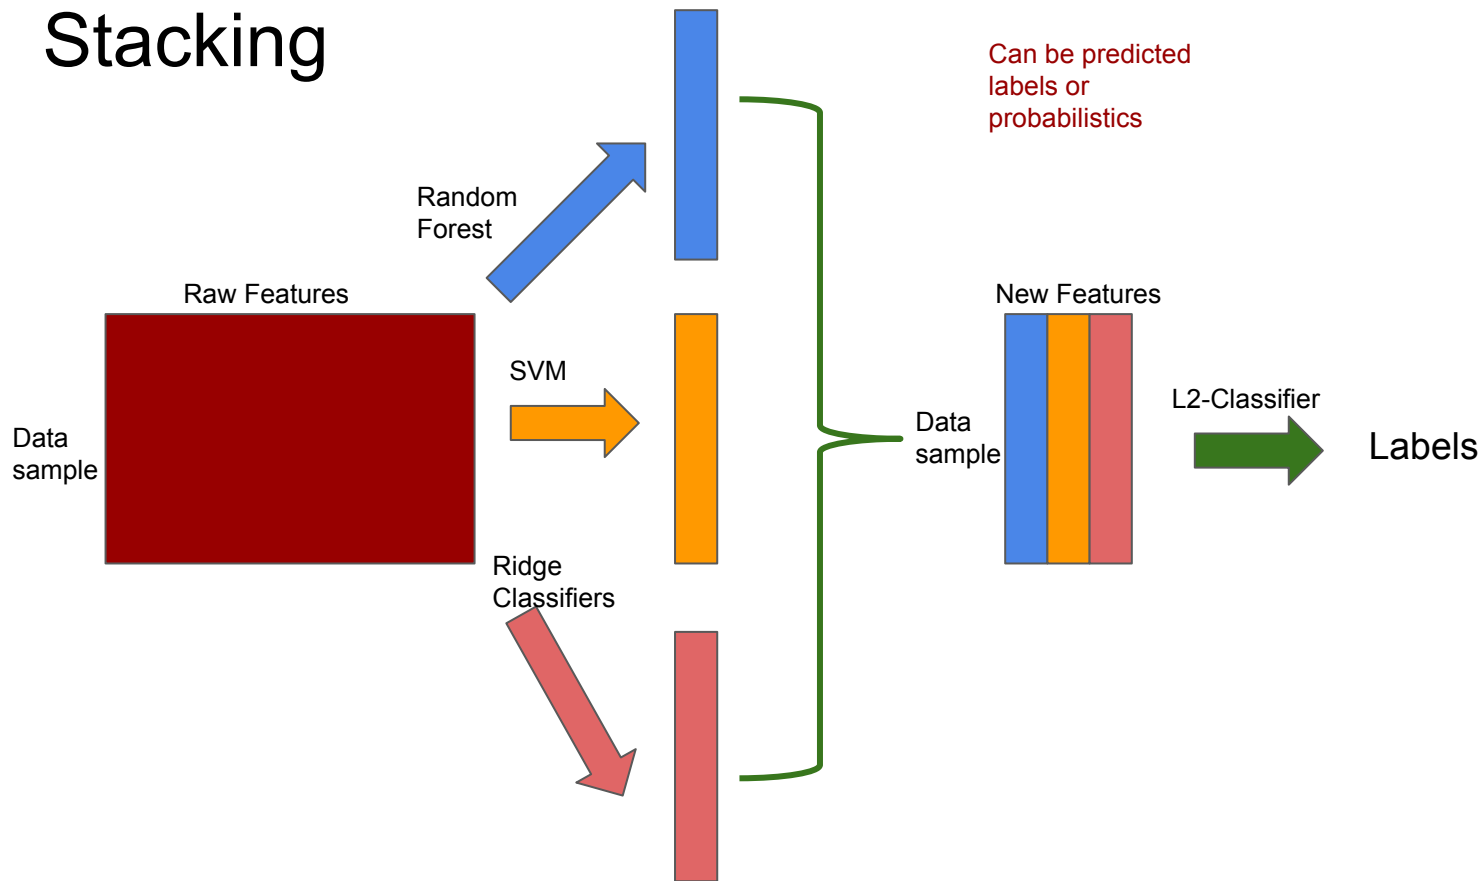 Stacking
Can be predicted
labels or
probabilistics
Random
Forest
Raw Features
New Features
SVM
L2-Classifier
Data
sample
Data
sample
Labels
Ridge
Classifiers